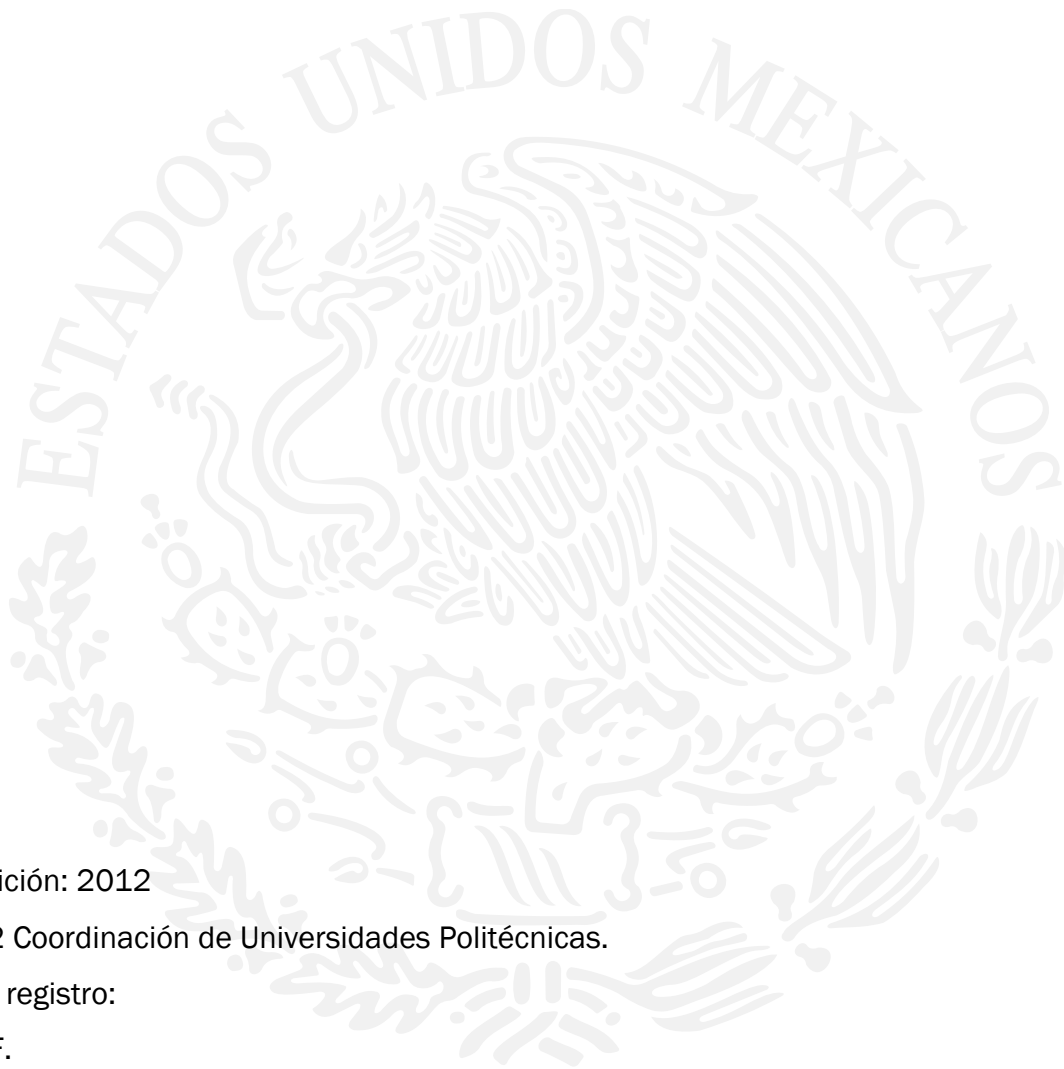 ESTADOS UNIDOS MEXICANOS
ición: 2012
2 Coordinación de Universidades Politécnicas.
registro:
F.